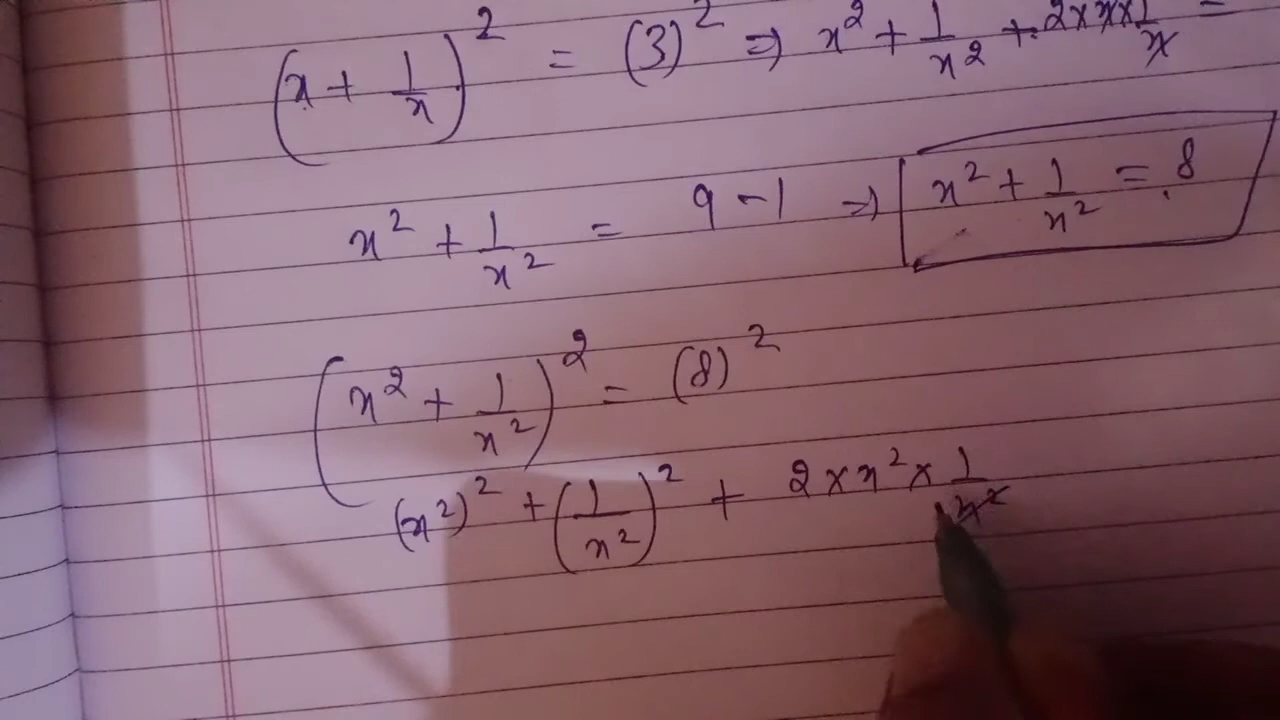 (x + 1/x)² = (3)² ⇒ x² + 1/x² + 2×x×1/x =
x² + 1/x² = 9 - 1 ⇒ x² + 1/x² = 8
(x² + 1/x²)² = (8)²
(x²)² + (1/x²)² + 2×x²×1/x²